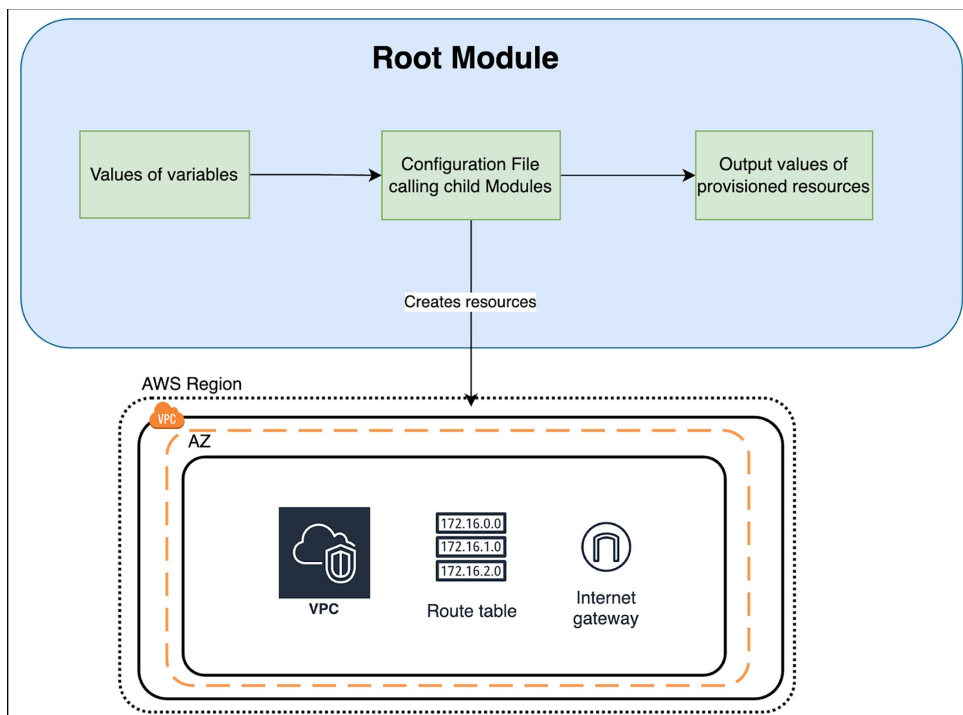 Root Module
Values of variables
Configuration File
calling child Modules
Output values of
provisioned resources
Creates resources
AWS Region
VPC
AZ
172.16.0.0
172.16.1.0
172.16.2.0
VPC
Route table
Internet
gateway